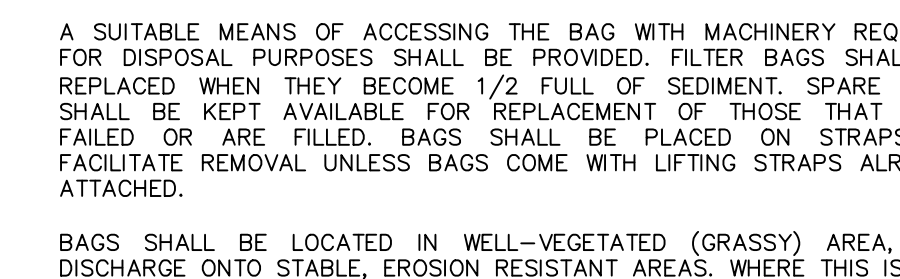 A SUITABLE MEANS OF ACCESSING THE BAG WITH MACHINERY
FOR DISPOSAL PURPOSES SHALL BE PROVIDED. FILTER BAGS
REPLACED WHEN THEY BECOME 1/2 FULL OF SEDIMENT. SPARE
SHALL BE KEPT AVAILABLE FOR REPLACEMENT OF THOSE THAT
FAILED OR ARE FILLED. BAGS SHALL BE PLACED ON STRAPS
FACILITATE REMOVAL UNLESS BAGS COME WITH LIFTING STRAPS
ATTACHED.
BAGS SHALL BE LOCATED IN WELL-VEGETATED (GRASSY) AREA,
DISCHARGE ONTO STABLE, EROSION RESISTANT AREAS. WHERE THIS IS